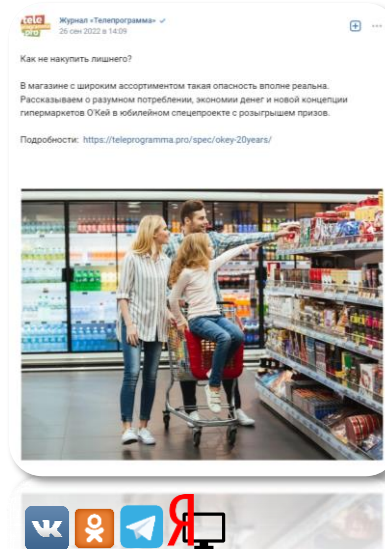 tele
pro
Журнал «Телепрограмма»
26 сен 2022 в 14:09
Как не накупить лишнего?
В магазине с широким ассортиментом такая опасность вполне реальна.
Рассказываем о разумном потреблении, экономии денег и новой концепции
гипермаркетов О'Кей в юбилейном спецпроекте с розыгрышем призов.
Подробности: https://teleprogramma.pro/spec/okey-20years/
Я